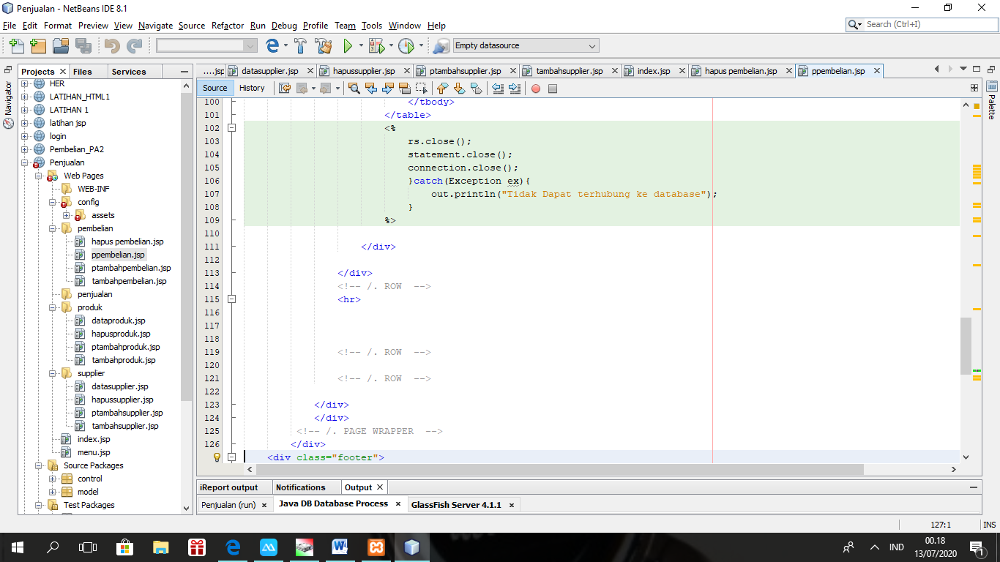 Penjualan - NetBeans IDE 8.1
File Edit Format Preview View Navigate Source Refactor Run Debug Profile Team Tools Window Help
Search (Ctrl+I)
Empty datasource
Projects Files Services
Navigator
HER
LATIHAN_HTML1
LATIHAN 1
latihan jsp
login
Pembelian_PA2
Penjualan
Web Pages
WEB-INF
config
assets
pembelian
hapus pembelian.jsp
ppembelian.jsp
ptambahpembelian.jsp
tambahpembelian.jsp
penjualan
produk
dataproduk.jsp
hapusproduk.jsp
ptambahproduk.jsp
tambahproduk.jsp
supplier
datasupplier.jsp
hapussupplier.jsp
ptambahsupplier.jsp
tambahsupplier.jsp
index.jsp
menu.jsp
Source Packages
control
model
Test Packages
....jsp datasupplier.jsp hapussupplier.jsp ptambahsupplier.jsp tambahsupplier.jsp index.jsp hapus pembelian.jsp ppembelian.jsp
Source History
Palette
100 </tbody>
101 </table>
102 <%
103 rs.close();
104 statement.close();
105 connection.close();
106 }catch(Exception ex){
107 out.println("Tidak Dapat terhubung ke database");
108 }
109 %>
110
111 </div>
112
113 </div>
114 <!-- /. ROW  -->
115 <hr>
116
117
118
119 <!-- /. ROW  -->
120
121 <!-- /. ROW  -->
122
123 </div>
124 </div>
125 <!-- /. PAGE WRAPPER  -->
126 </div>
<div class="footer">
iReport output Notifications Output
Penjualan (run) Java DB Database Process GlassFish Server 4.1.1
127:1 INS
IND
00.18
13/07/2020
1